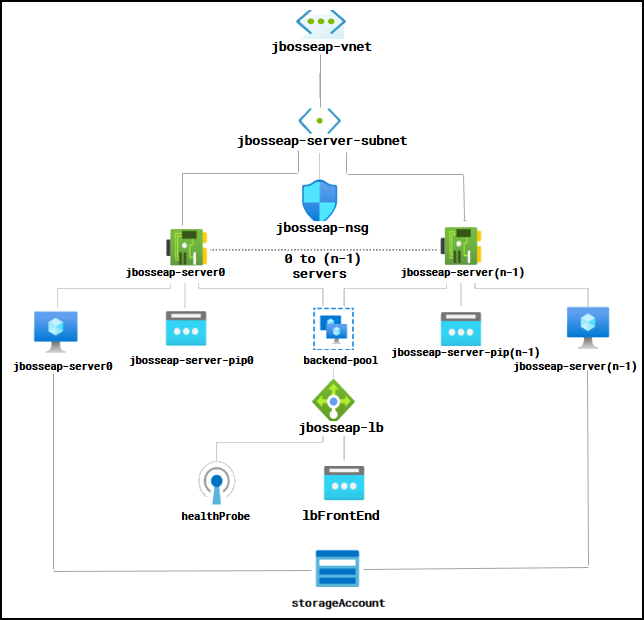 jbosseap-vnet
jbosseap-server-subnet
jbosseap-nsg
jbosseap-server0
0 to (n-1)
servers
jbosseap-server(n-1)
jbosseap-server0
jbosseap-server-pip0
backend-pool
jbosseap-server-pip(n-1)
jbosseap-server(n-1)
jbosseap-lb
healthProbe
lbFrontEnd
storageAccount